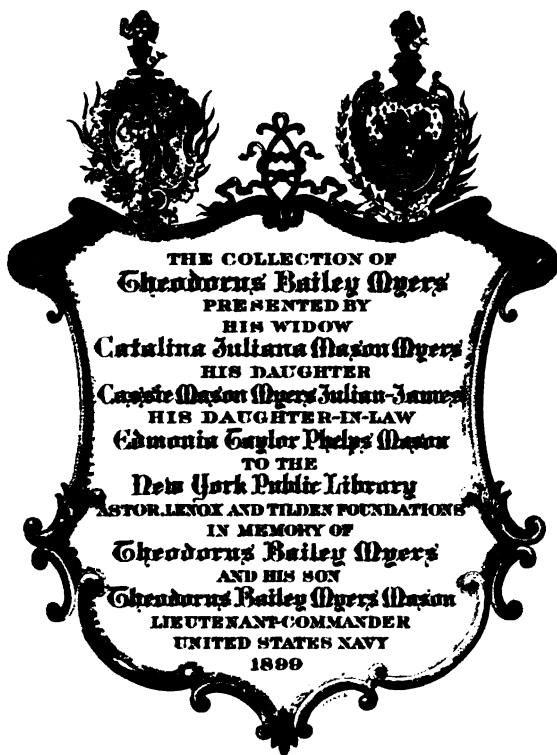 THE COLLECTION OF
Theodorus Bailey Myers
PRESENTED BY
HIS WIDOW
Catalina Juliana Mason Myers
HIS DAUGHTER
Cassie Mason Myers Julian-James
HIS DAUGHTER-IN-LAW
Edmonia Taylor Phelps Mason
TO THE
New York Public Library
ASTOR, LENOX AND TILDEN FOUNDATIONS
IN MEMORY OF
Theodorus Bailey Myers
AND HIS SON
Theodorus Bailey Myers Mason
LIEUTENANT-COMMANDER
UNITED STATES NAVY
1899